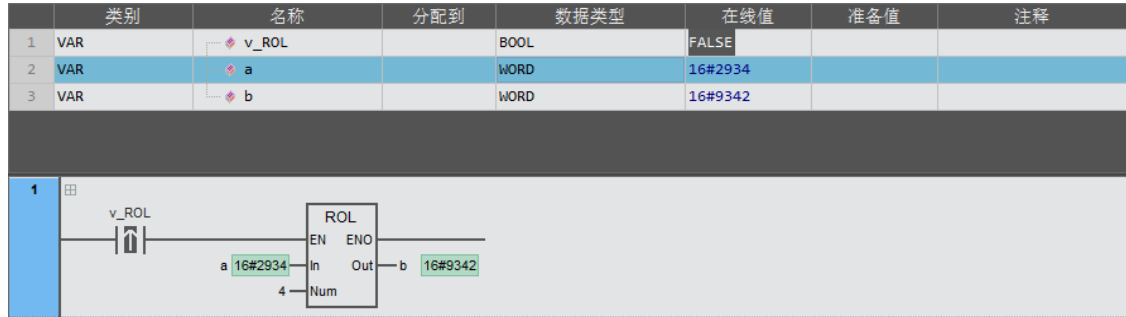 类别 名称 分配到 数据类型 在线值 准备值 注释
1 VAR v_ROL BOOL FALSE
2 VAR a WORD 16#2934
3 VAR b WORD 16#9342
1
v_ROL
ROL
EN ENO
a 16#2934 In Out b 16#9342
4 Num